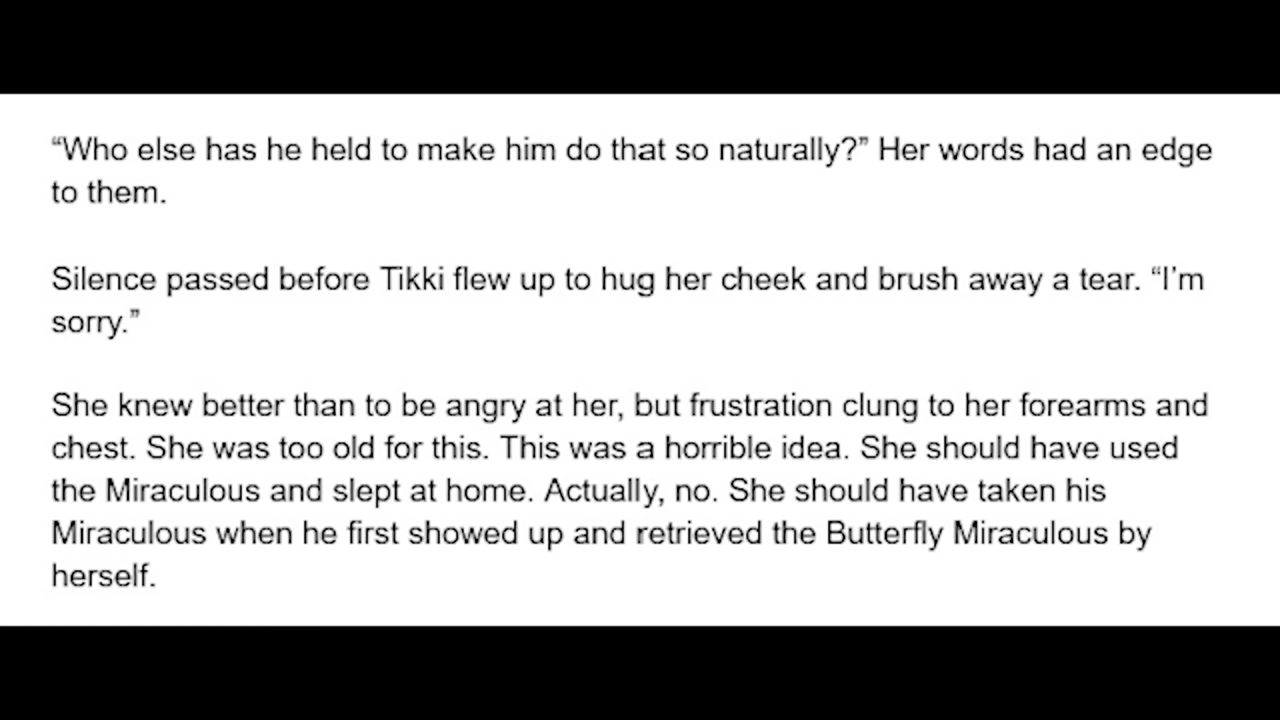 “Who else has he held to make him do that so naturally?” Her words had an edge
to them.
Silence passed before Tikki flew up to hug her cheek and brush away a tear. “I’m
sorry.”
She knew better than to be angry at her, but frustration clung to her forearms and
chest. She was too old for this. This was a horrible idea. She should have used
the Miraculous and slept at home. Actually, no. She should have taken his
Miraculous when he first showed up and retrieved the Butterfly Miraculous by
herself.